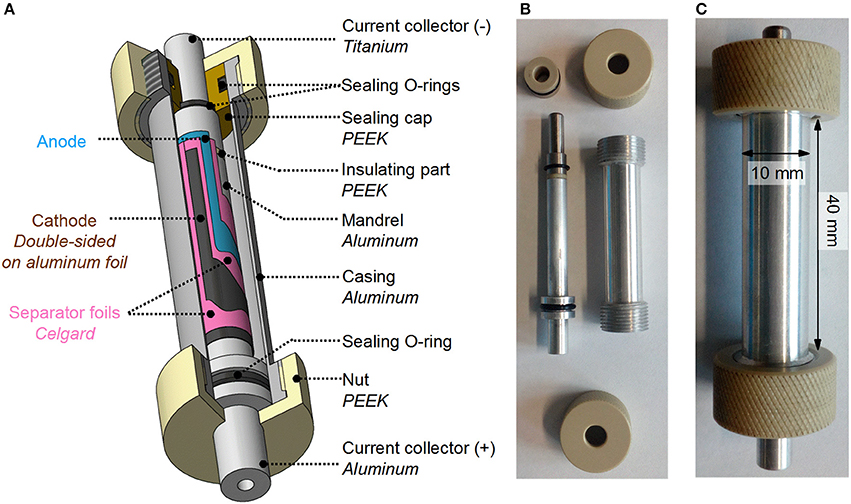 A
Current collector (-)
Titanium
Sealing O-rings
Sealing cap
PEEK
Anode
Insulating part
PEEK
Cathode
Double-sided
on aluminum foil
Mandrel
Aluminum
Casing
Aluminum
Separator foils
Celgard
Sealing O-ring
Nut
PEEK
Current collector (+)
Aluminum
B
C
10 mm
40 mm